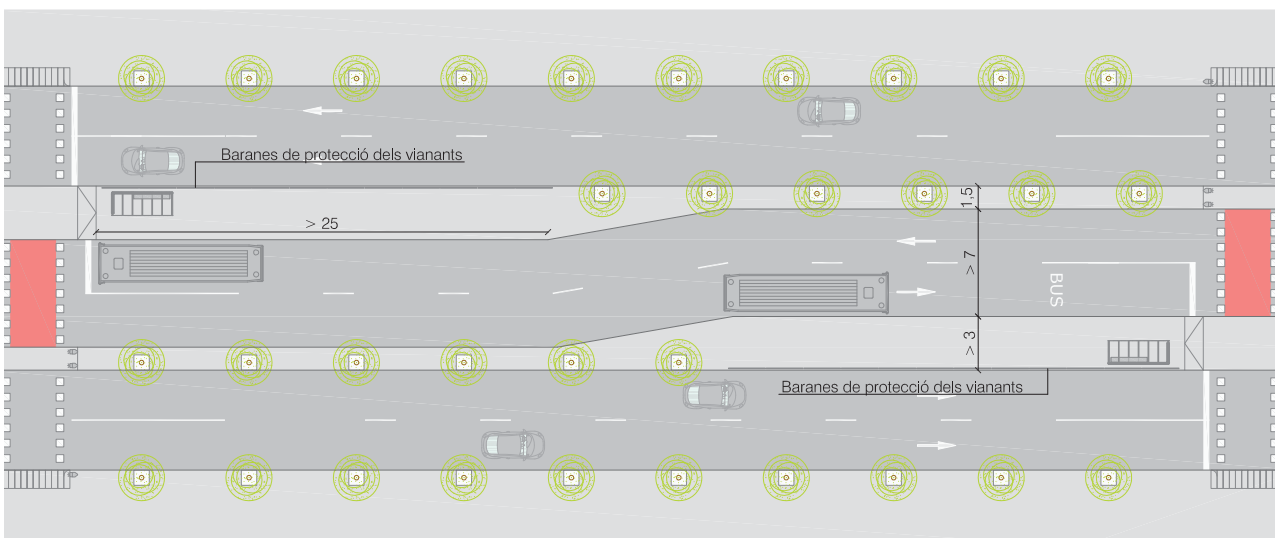 Baranes de protecció dels vianants
1,5
> 25
> 7
BUS
> 3
Baranes de protecció dels vianants